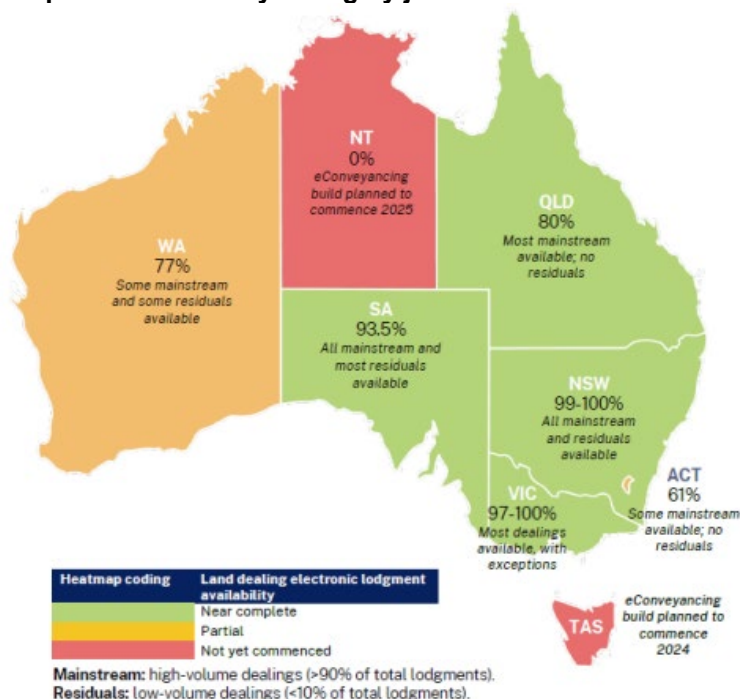 NT
0%
eConveyancing
build planned to
commence 2025
QLD
80%
Most mainstream
available; no
residuals
WA
77%
Some mainstream
and some residuals
available
SA
93.5%
All mainstream and
most residuals
available
NSW
99-100%
All mainstream
and residuals
available
ACT
61%
Some mainstream
available; no
residuals
VIC
97-100%
Most dealings
available, with
exceptions
Heatmap coding Land dealing electronic lodgment
availability
Near complete
Partial
Not yet commenced
TAS
eConveyancing
build planned to
commence
2024
Mainstream: high-volume dealings (>90% of total lodgments).
Residuals: low-volume dealings (<10% of total lodgments).